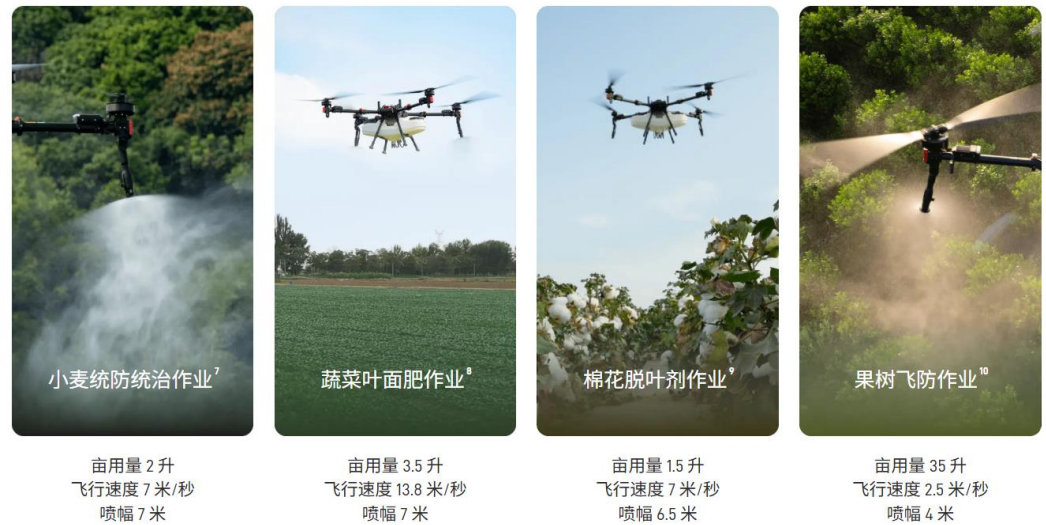 小麦统防统治作业7
蔬菜叶面肥作业8
棉花脱叶剂作业9
果树飞防作业10
亩用量 2 升
飞行速度 7 米/秒
喷幅 7 米
亩用量 3.5 升
飞行速度 13.8 米/秒
喷幅 7 米
亩用量 1.5 升
飞行速度 7 米/秒
喷幅 6.5 米
亩用量 35 升
飞行速度 2.5 米/秒
喷幅 4 米